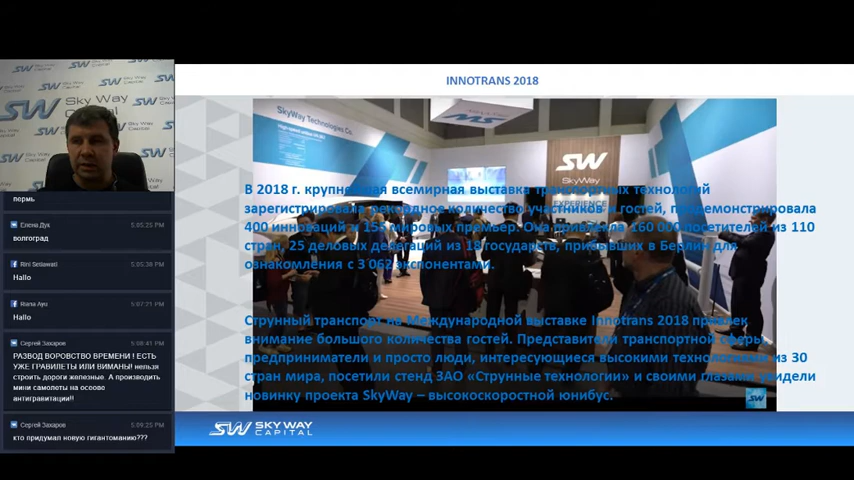 INNOTRANS 2018
SkyWay
Capital
SkyWay Technologies Co.
SW
SkyWay
EXPERIENCE
В 2018 г. крупнейшая всемирная выставка транспортных технологий
зарегистрировала рекордное количество участников и гостей, продемонстрировала
400 инноваций и 155 мировых премьер. Она привлекла 160 000 посетителей из 110
стран, 25 деловых делегаций из 18 государств, прибывших в Берлин для
ознакомления с 3 062 экспонентами.
Струнный транспорт на Международной выставке Innotrans 2018 привлек
внимание большого количества гостей. Представители транспортной сферы,
предприниматели и просто люди, интересующиеся высокими технологиями из 30
стран мира, посетили стенд ЗАО «Струнные технологии» и своими глазами увидели
новинку проекта SkyWay – высокоскоростной юнибус.
SW SKY WAY
CAPITAL
пермь
Елена Дук 5:05:25 PM
волгоград
Rini Setiawati 5:05:38 PM
Hallo
Riana Ayu 5:07:21 PM
Hallo
Сергей Захаров 5:08:41 PM
РАЗВОД ВОРОВСТВО ВРЕМЕНИ ! ЕСТЬ
УЖЕ ГРАВИЛЕТЫ ИЛИ ВИМАНЫ! нельзя
строить дороги железные. А производить
мини самолеты на осоово
антигравитации!!
Сергей Захаров 5:09:25 PM
кто придумал новую гигантоманию???